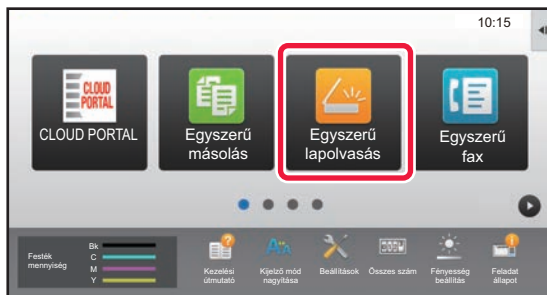 10:15
CLOUD
PORTAL
CLOUD PORTAL
Egyszerű
másolás
Egyszerű
lapolvasás
Egyszerű
fax
Festék
mennyiség
Bk
C
M
Y
Kezelési
útmutató
Kijelző mód
nagyítása
Beállítások
Összes szám
Fényesség
beállítás
Feladat
állapot